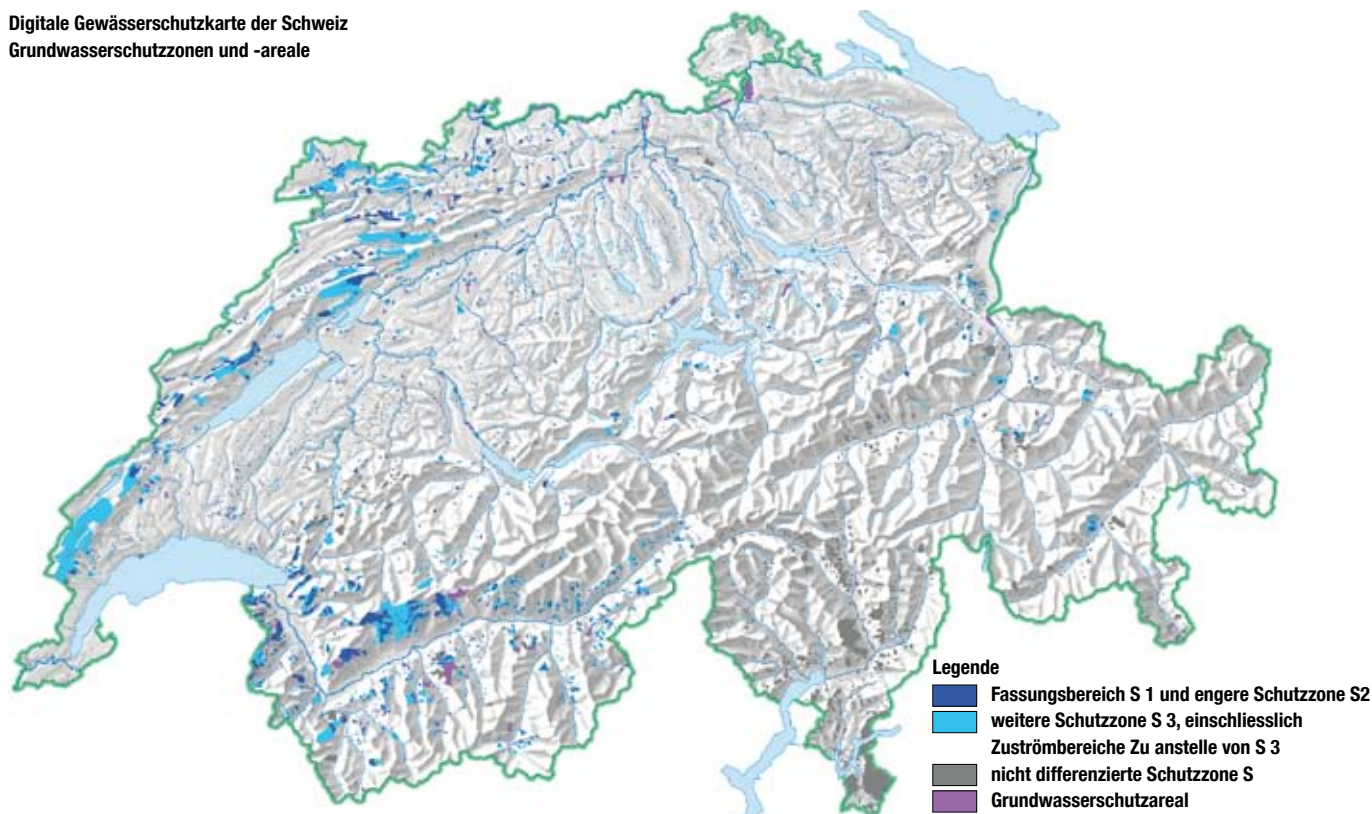 Digitale Gewässerschutzkarte der Schweiz
Grundwasserschutzzonen und -areale
Legende
Fassungsbereich S 1 und engere Schutzzone S2
weitere Schutzzone S 3, einschliesslich
Zuströmbereiche Zu anstelle von S 3
nicht differenzierte Schutzzone S
Grundwasserschutzareal